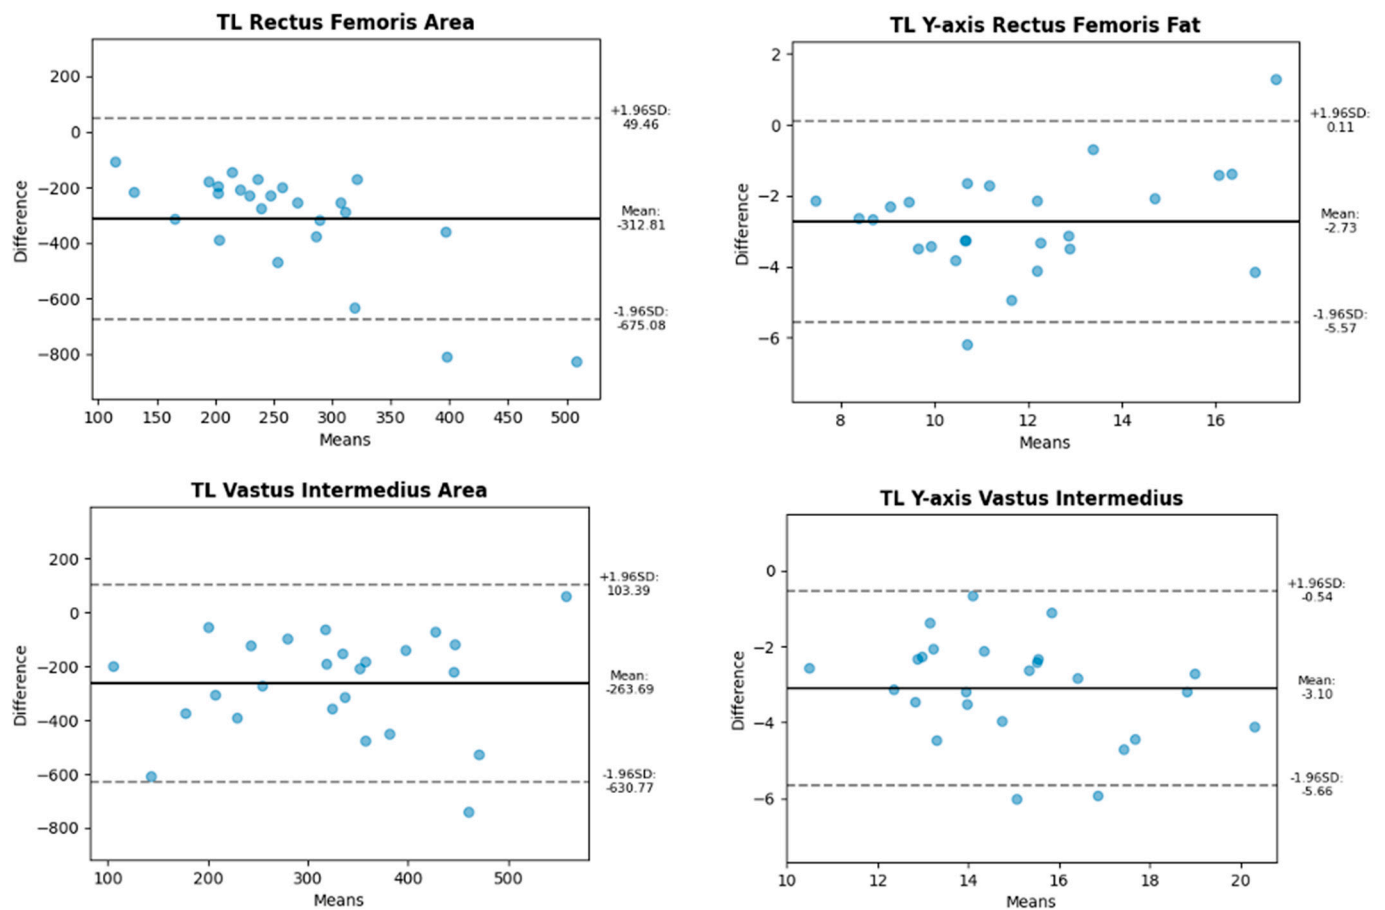 TL Rectus Femoris Area
200
0
−200
−400
−600
−800
Difference
100 150 200 250 300 350 400 450 500
Means
+1.96SD:
49.46
Mean:
-312.81
-1.96SD:
-675.08
TL Y-axis Rectus Femoris Fat
2
0
−2
−4
−6
Difference
8 10 12 14 16
Means
+1.96SD:
0.11
Mean:
-2.73
-1.96SD:
-5.57
TL Vastus Intermedius Area
200
0
−200
−400
−600
−800
Difference
100 200 300 400 500
Means
+1.96SD:
103.39
Mean:
-263.69
-1.96SD:
-630.77
TL Y-axis Vastus Intermedius
0
−2
−4
−6
Difference
10 12 14 16 18 20
Means
+1.96SD:
-0.54
Mean:
-3.10
-1.96SD:
-5.66